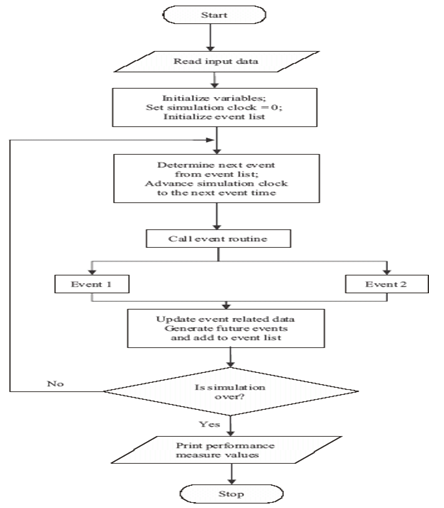 Start
Read input data
Initialize variables;
Set simulation clock = 0;
Initialize event list
Determine next event
from event list;
Advance simulation clock
to the next event time
Call event routine
Event 1
Event 2
Update event related data
Generate future events
and add to event list
Is simulation
over?
No
Yes
Print performance
measure values
Stop